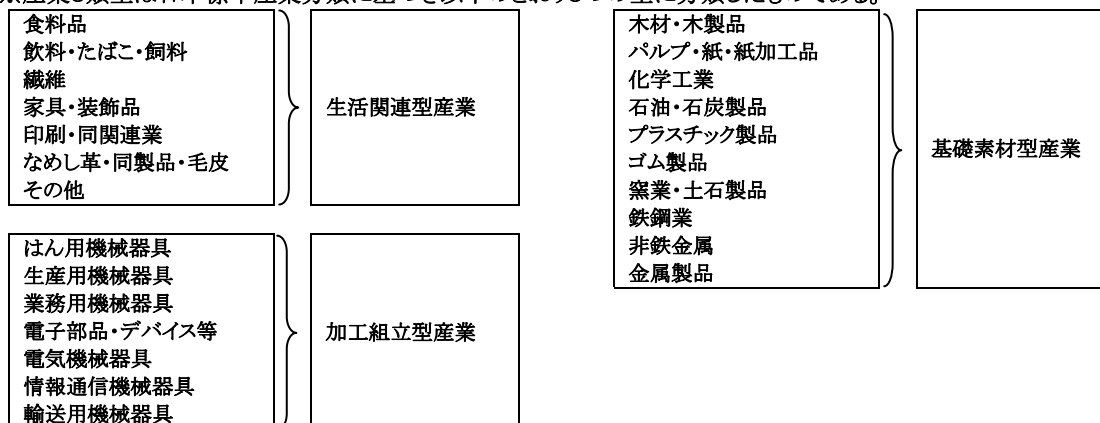 食料品
飲料・たばこ・飼料
繊維
家具・装飾品
印刷・同関連業
なめし革・同製品・毛皮
その他
生活関連型産業
はん用機械器具
生産用機械器具
業務用機械器具
電子部品・デバイス等
電気機械器具
情報通信機械器具
輸送用機械器具
加工組立型産業
木材・木製品
パルプ・紙・紙加工品
化学工業
石油・石炭製品
プラスチック製品
ゴム製品
窯業・土石製品
鉄鋼業
非鉄金属
金属製品
基礎素材型産業